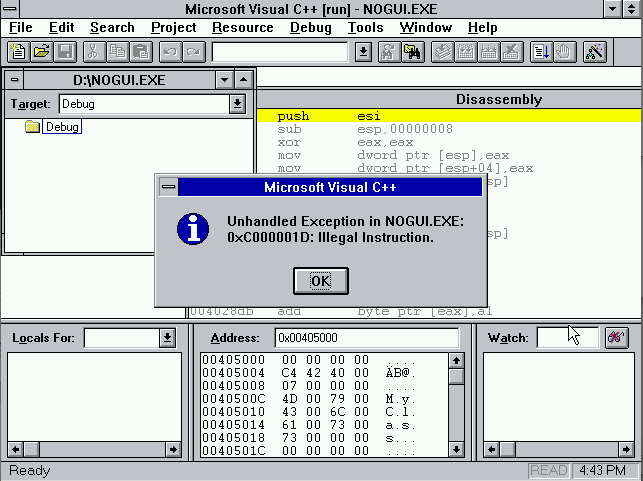 Microsoft Visual C++ [run] - NOGUI.EXE
File Edit Search Project Resource Debug Tools Window Help
D:\NOGUI.EXE
Target: Debug
Debug
Disassembly
push esi
sub esp,00000008
xor eax,eax
mov dword ptr [esp],eax
mov dword ptr [esp+04],eax
sp]
Microsoft Visual C++
Unhandled Exception in NOGUI.EXE:
0xC000001D: Illegal Instruction.
OK
sp]
004028db add byte ptr [eax],al
Locals For:
Address: 0x00405000
00405000 00 00 00 00 ....
00405004 C4 42 40 00 ÄB@.
00405008 07 00 00 00 ....
0040500C 4D 00 79 00 M.y.
00405010 43 00 6C 00 C.l.
00405014 61 00 73 00 a.s.
00405018 73 00 00 00 s...
0040501C 00 00 00 00 ....
Watch:
Ready
READ 4:43 PM